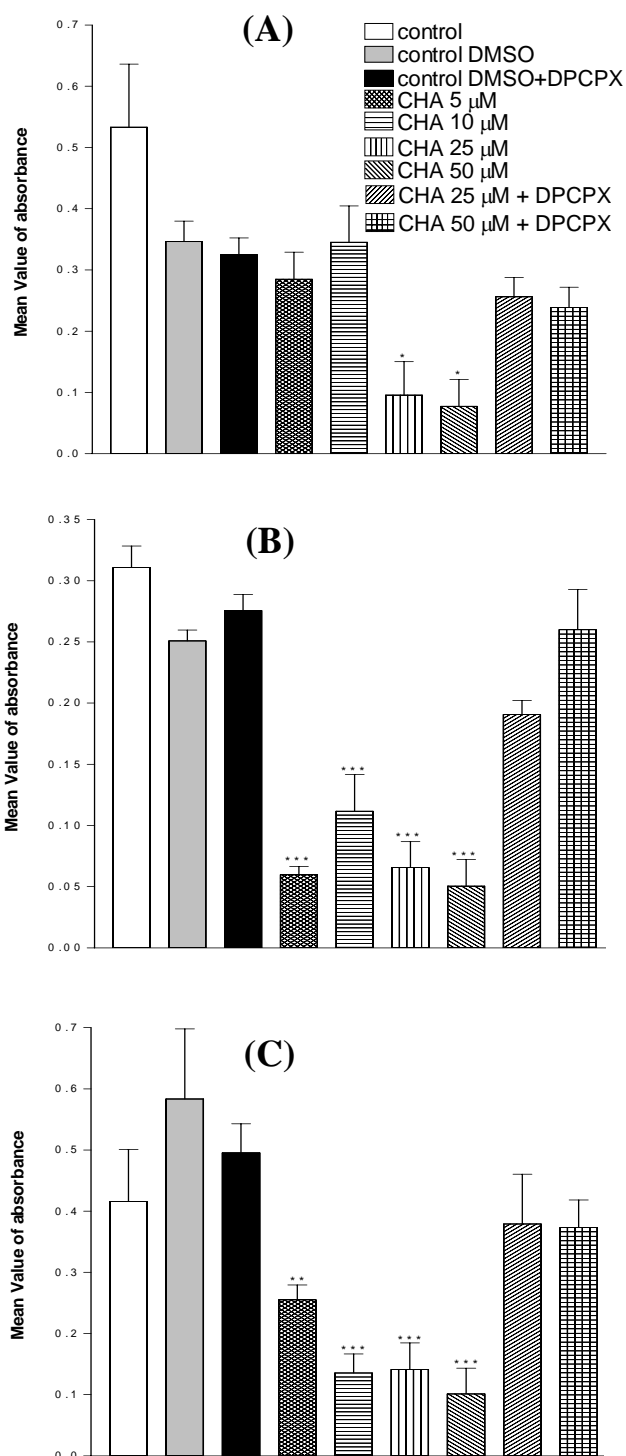 (A)
control
control DMSO
control DMSO+DPCPX
CHA 5 µM
CHA 10 µM
CHA 25 µM
CHA 50 µM
CHA 25 µM + DPCPX
CHA 50 µM + DPCPX
Mean Value of absorbance
0.7
0.6
0.5
0.4
0.3
0.2
0.1
0.0
*
*
(B)
Mean Value of absorbance
0.35
0.30
0.25
0.20
0.15
0.10
0.05
0.00
***
***
***
***
(C)
Mean Value of absorbance
0.7
0.6
0.5
0.4
0.3
0.2
0.1
0.0
**
***
***
***